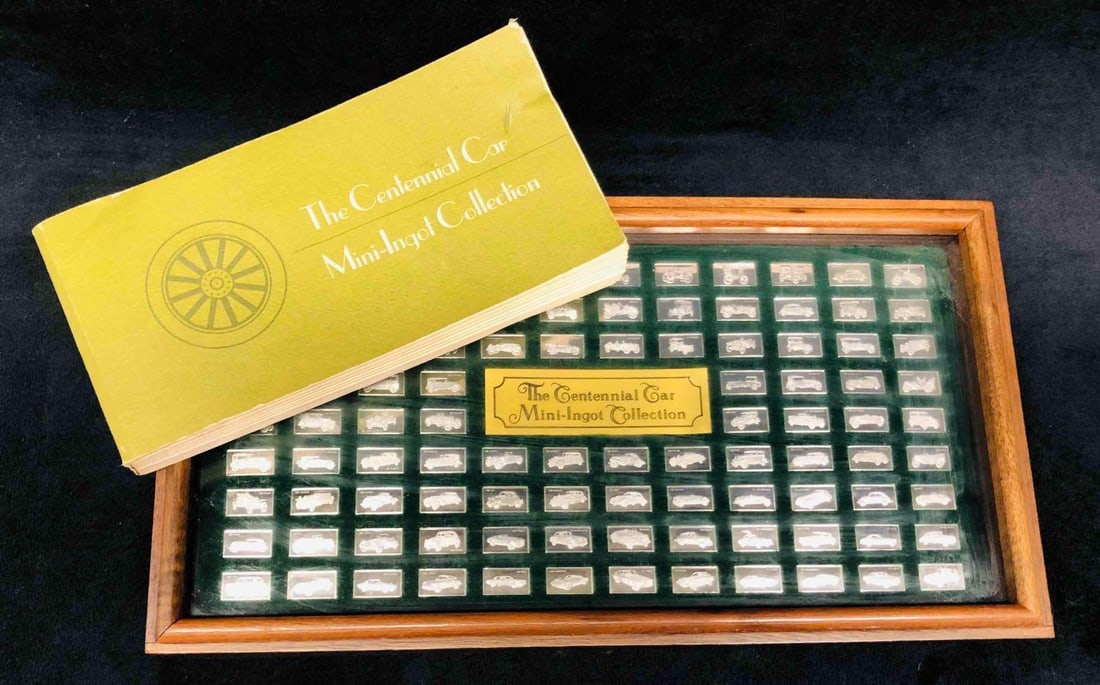 The Centennial Car
Mini-Ingot Collection
The Centennial Car
Mini-Ingot Collection